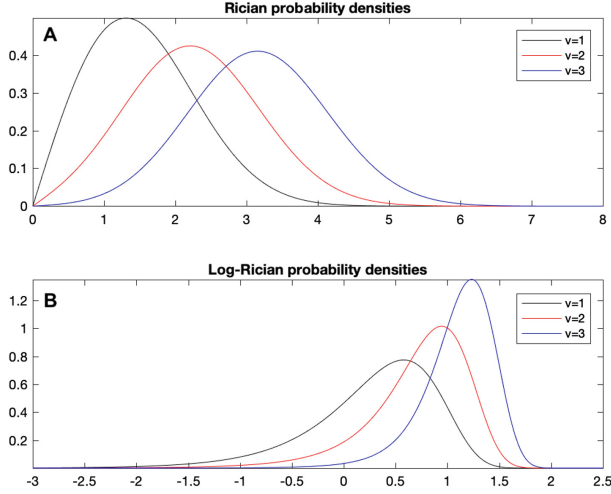 Rician probability densities
A
v=1
v=2
v=3
0.4
0.3
0.2
0.1
0
0 1 2 3 4 5 6 7 8
Log-Rician probability densities
B
v=1
v=2
v=3
1.2
1
0.8
0.6
0.4
0.2
-3 -2.5 -2 -1.5 -1 -0.5 0 0.5 1 1.5 2 2.5